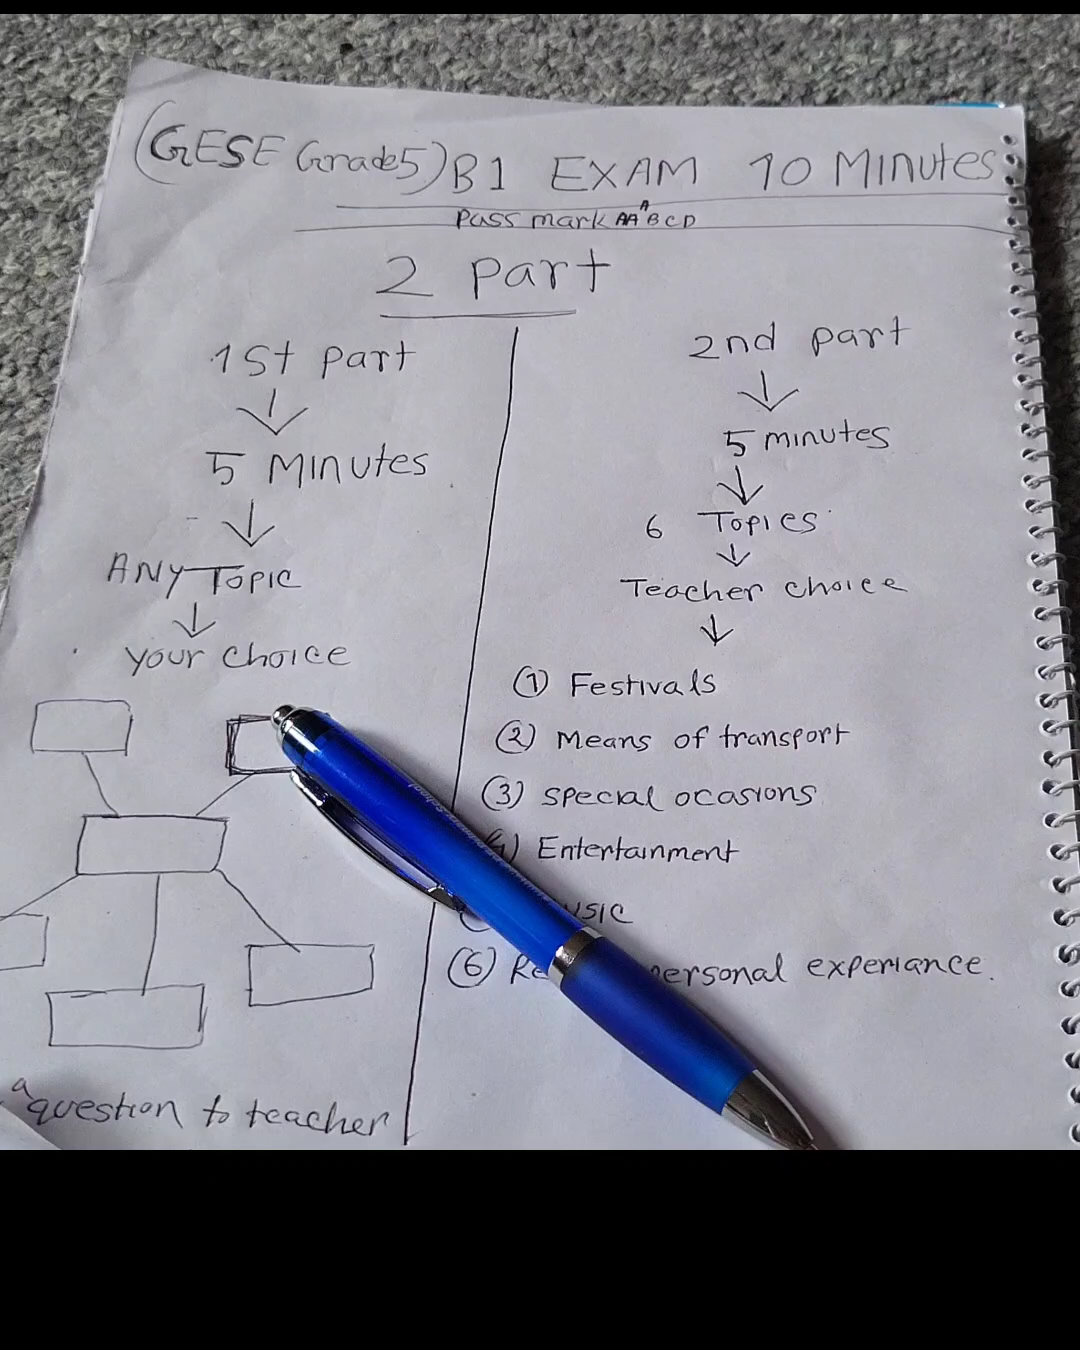 (GESE Grade5) B1 EXAM 10 Minutes
Pass mark AA A B C D
2 part
1st part
5 Minutes
ANY TOPIC
your choice
a question to teacher
2nd part
5 minutes
6 Topics
Teacher choice
(1) Festivals
(2) Means of transport
(3) special ocasions
Entertainment
(6) personal experiance.